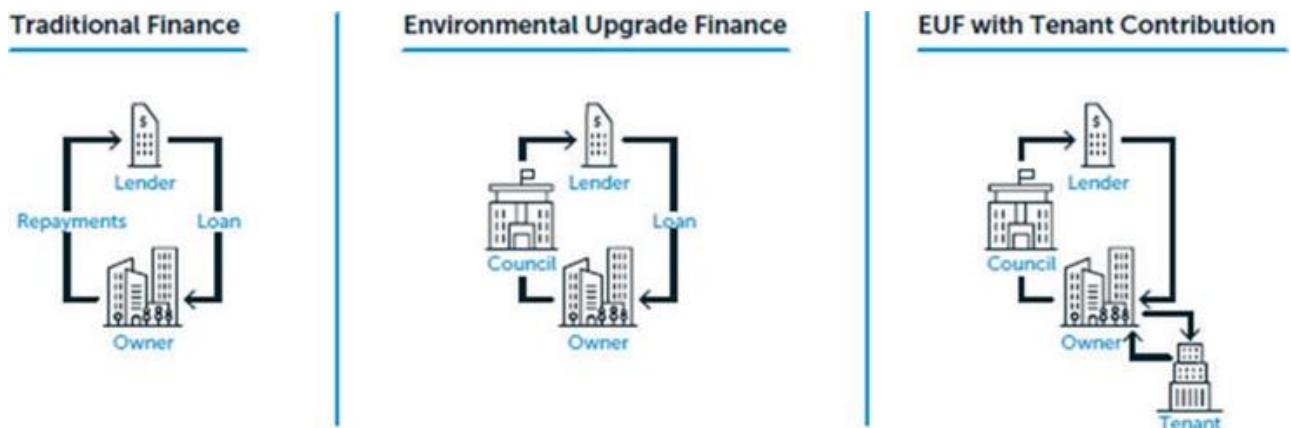 Traditional Finance
$
Lender
Repayments
Loan
Owner
Environmental Upgrade Finance
$
Lender
Loan
Council
Owner
EUF with Tenant Contribution
$
Lender
Council
Owner
Tenant